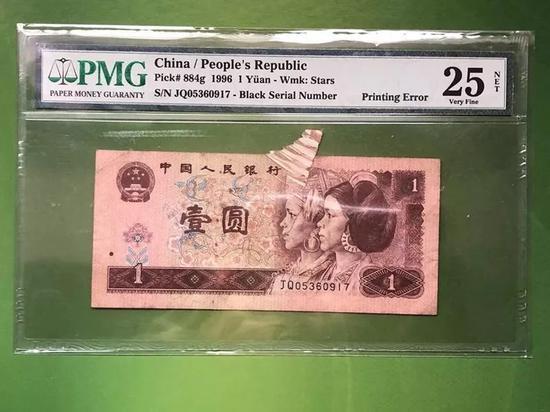 PMG
PAPER MONEY GUARANTY
China / People's Republic
Pick# 884g 1996 1 Yüan - Wmk: Stars
S/N JQ05360917 - Black Serial Number
Printing Error
25
NET
Very Fine
中国人民银行
1
壹圆
1
JQ05360917
1